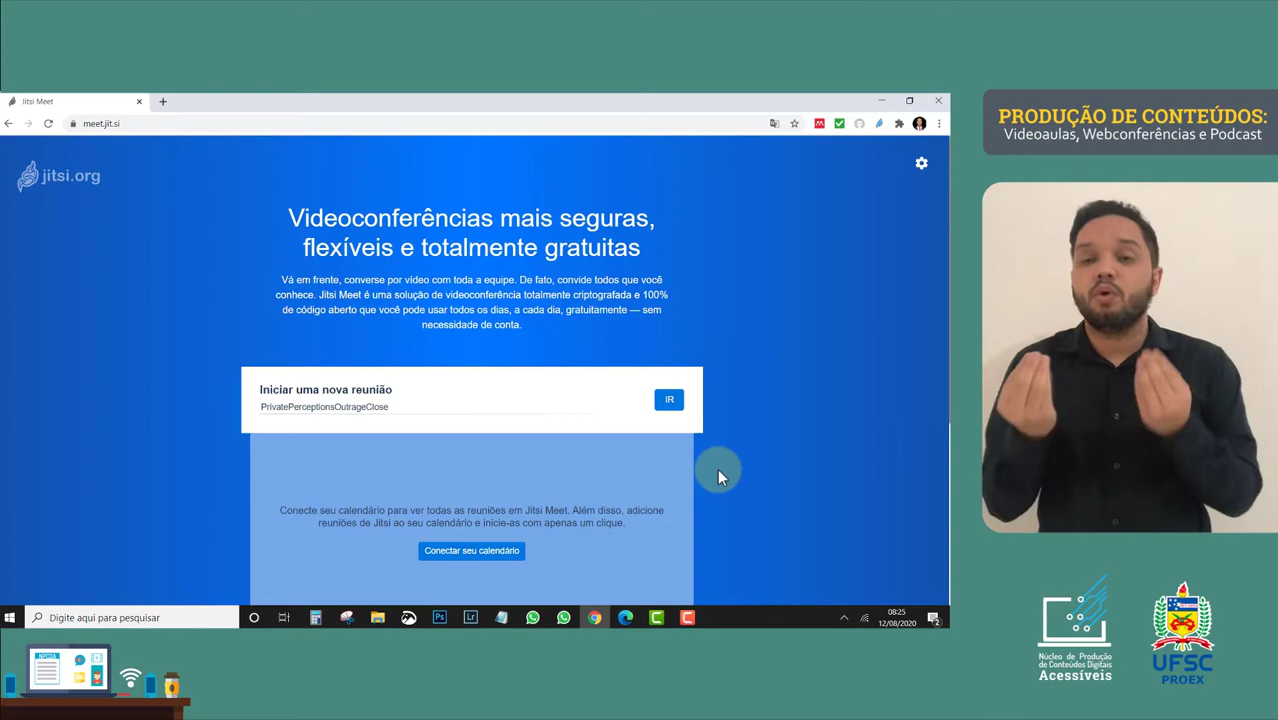 Jitsi Meet
meet.jit.si
jitsi.org
Videoconferências mais seguras,
flexíveis e totalmente gratuitas
Vá em frente, converse por vídeo com toda a equipe. De fato, convide todos que você
conhece. Jitsi Meet é uma solução de videoconferência totalmente criptografada e 100%
de código aberto que você pode usar todos os dias, a cada dia, gratuitamente — sem
necessidade de conta.
Iniciar uma nova reunião
PrivatePerceptionsOutrageClose
IR
Conecte seu calendário para ver todas as reuniões em Jitsi Meet. Além disso, adicione
reuniões de Jitsi ao seu calendário e inicie-as com apenas um clique.
Conectar seu calendário
Digite aqui para pesquisar
Ps
Lr
08:25
12/08/2020
2
PRODUÇÃO DE CONTEÚDOS:
Videoaulas, Webconferências e Podcast
Núcleo de Produção
de Conteúdos Digitais
Acessíveis
UFSC
PROEX
NPCDA